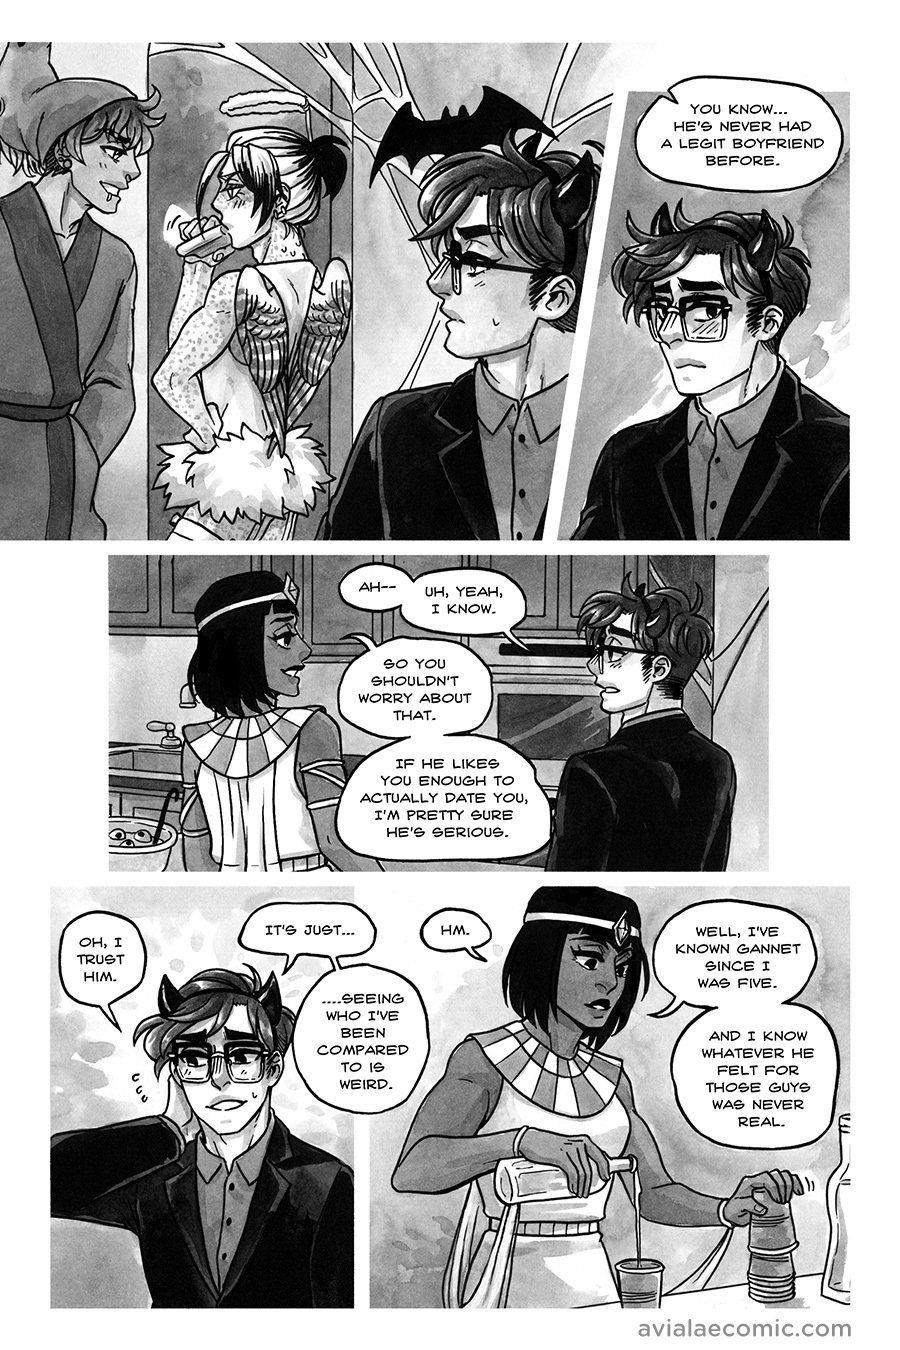 YOU KNOW...
HE'S NEVER HAD
A LEGIT BOYFRIEND
BEFORE.
AH--
UH, YEAH,
I KNOW.
SO YOU
SHOULDN'T
WORRY ABOUT
THAT.
IF HE LIKES
YOU ENOUGH TO
ACTUALLY DATE YOU,
I'M PRETTY SURE
HE'S SERIOUS.
OH, I
TRUST
HIM.
IT'S JUST...
....SEEING
WHO I'VE
BEEN
COMPARED
TO IS
WEIRD.
HM.
WELL, I'VE
KNOWN GANNET
SINCE I
WAS FIVE.
AND I KNOW
WHATEVER HE
FELT FOR
THOSE GUYS
WAS NEVER
REAL.
avialaecomic.com